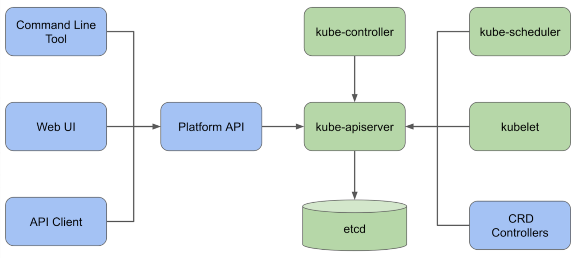 Command Line
Tool
kube-controller
kube-scheduler
Web UI
Platform API
kube-apiserver
kubelet
API Client
etcd
CRD
Controllers